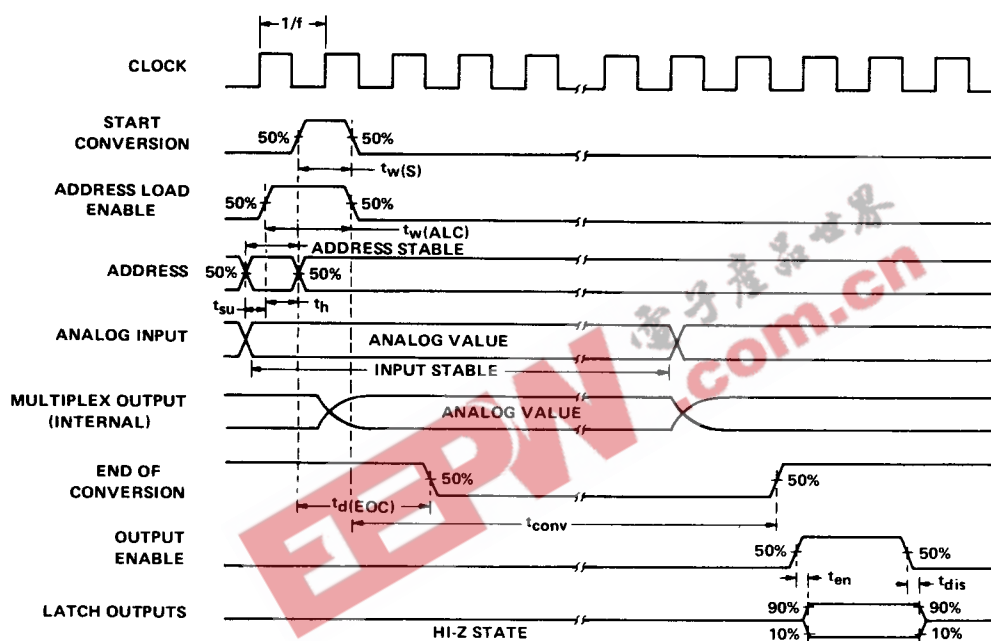 1/f
CLOCK
START
CONVERSION
50%
50%
tw(S)
ADDRESS LOAD
ENABLE
50%
50%
tw(ALC)
ADDRESS STABLE
ADDRESS
50%
50%
tsu
th
ANALOG INPUT
ANALOG VALUE
INPUT STABLE
MULTIPLEX OUTPUT
(INTERNAL)
ANALOG VALUE
END OF
CONVERSION
50%
50%
td(EOC)
tconv
OUTPUT
ENABLE
50%
50%
ten
tdis
LATCH OUTPUTS
90%
90%
10%
10%
HI-Z STATE
EEPW.com.cn
電子產品世界